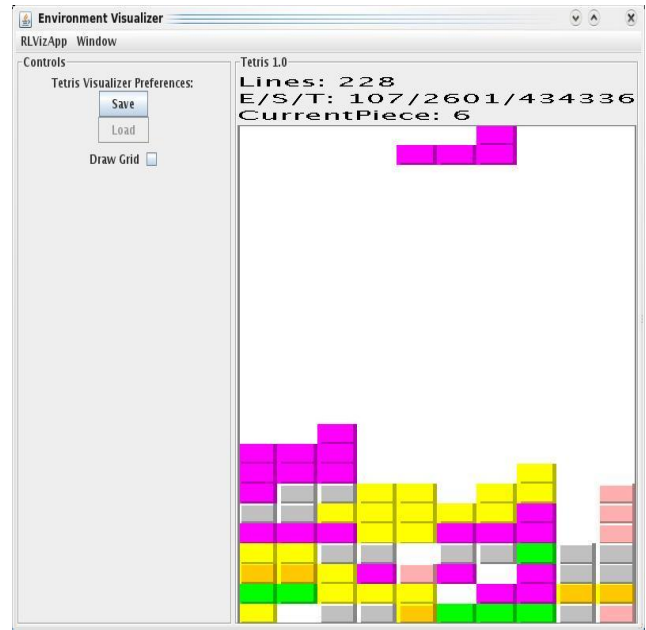 Environment Visualizer
RLVizApp Window
Controls
Tetris Visualizer Preferences:
Save
Load
Draw Grid
Tetris 1.0
Lines: 228
E/S/T: 107/2601/434336
CurrentPiece: 6